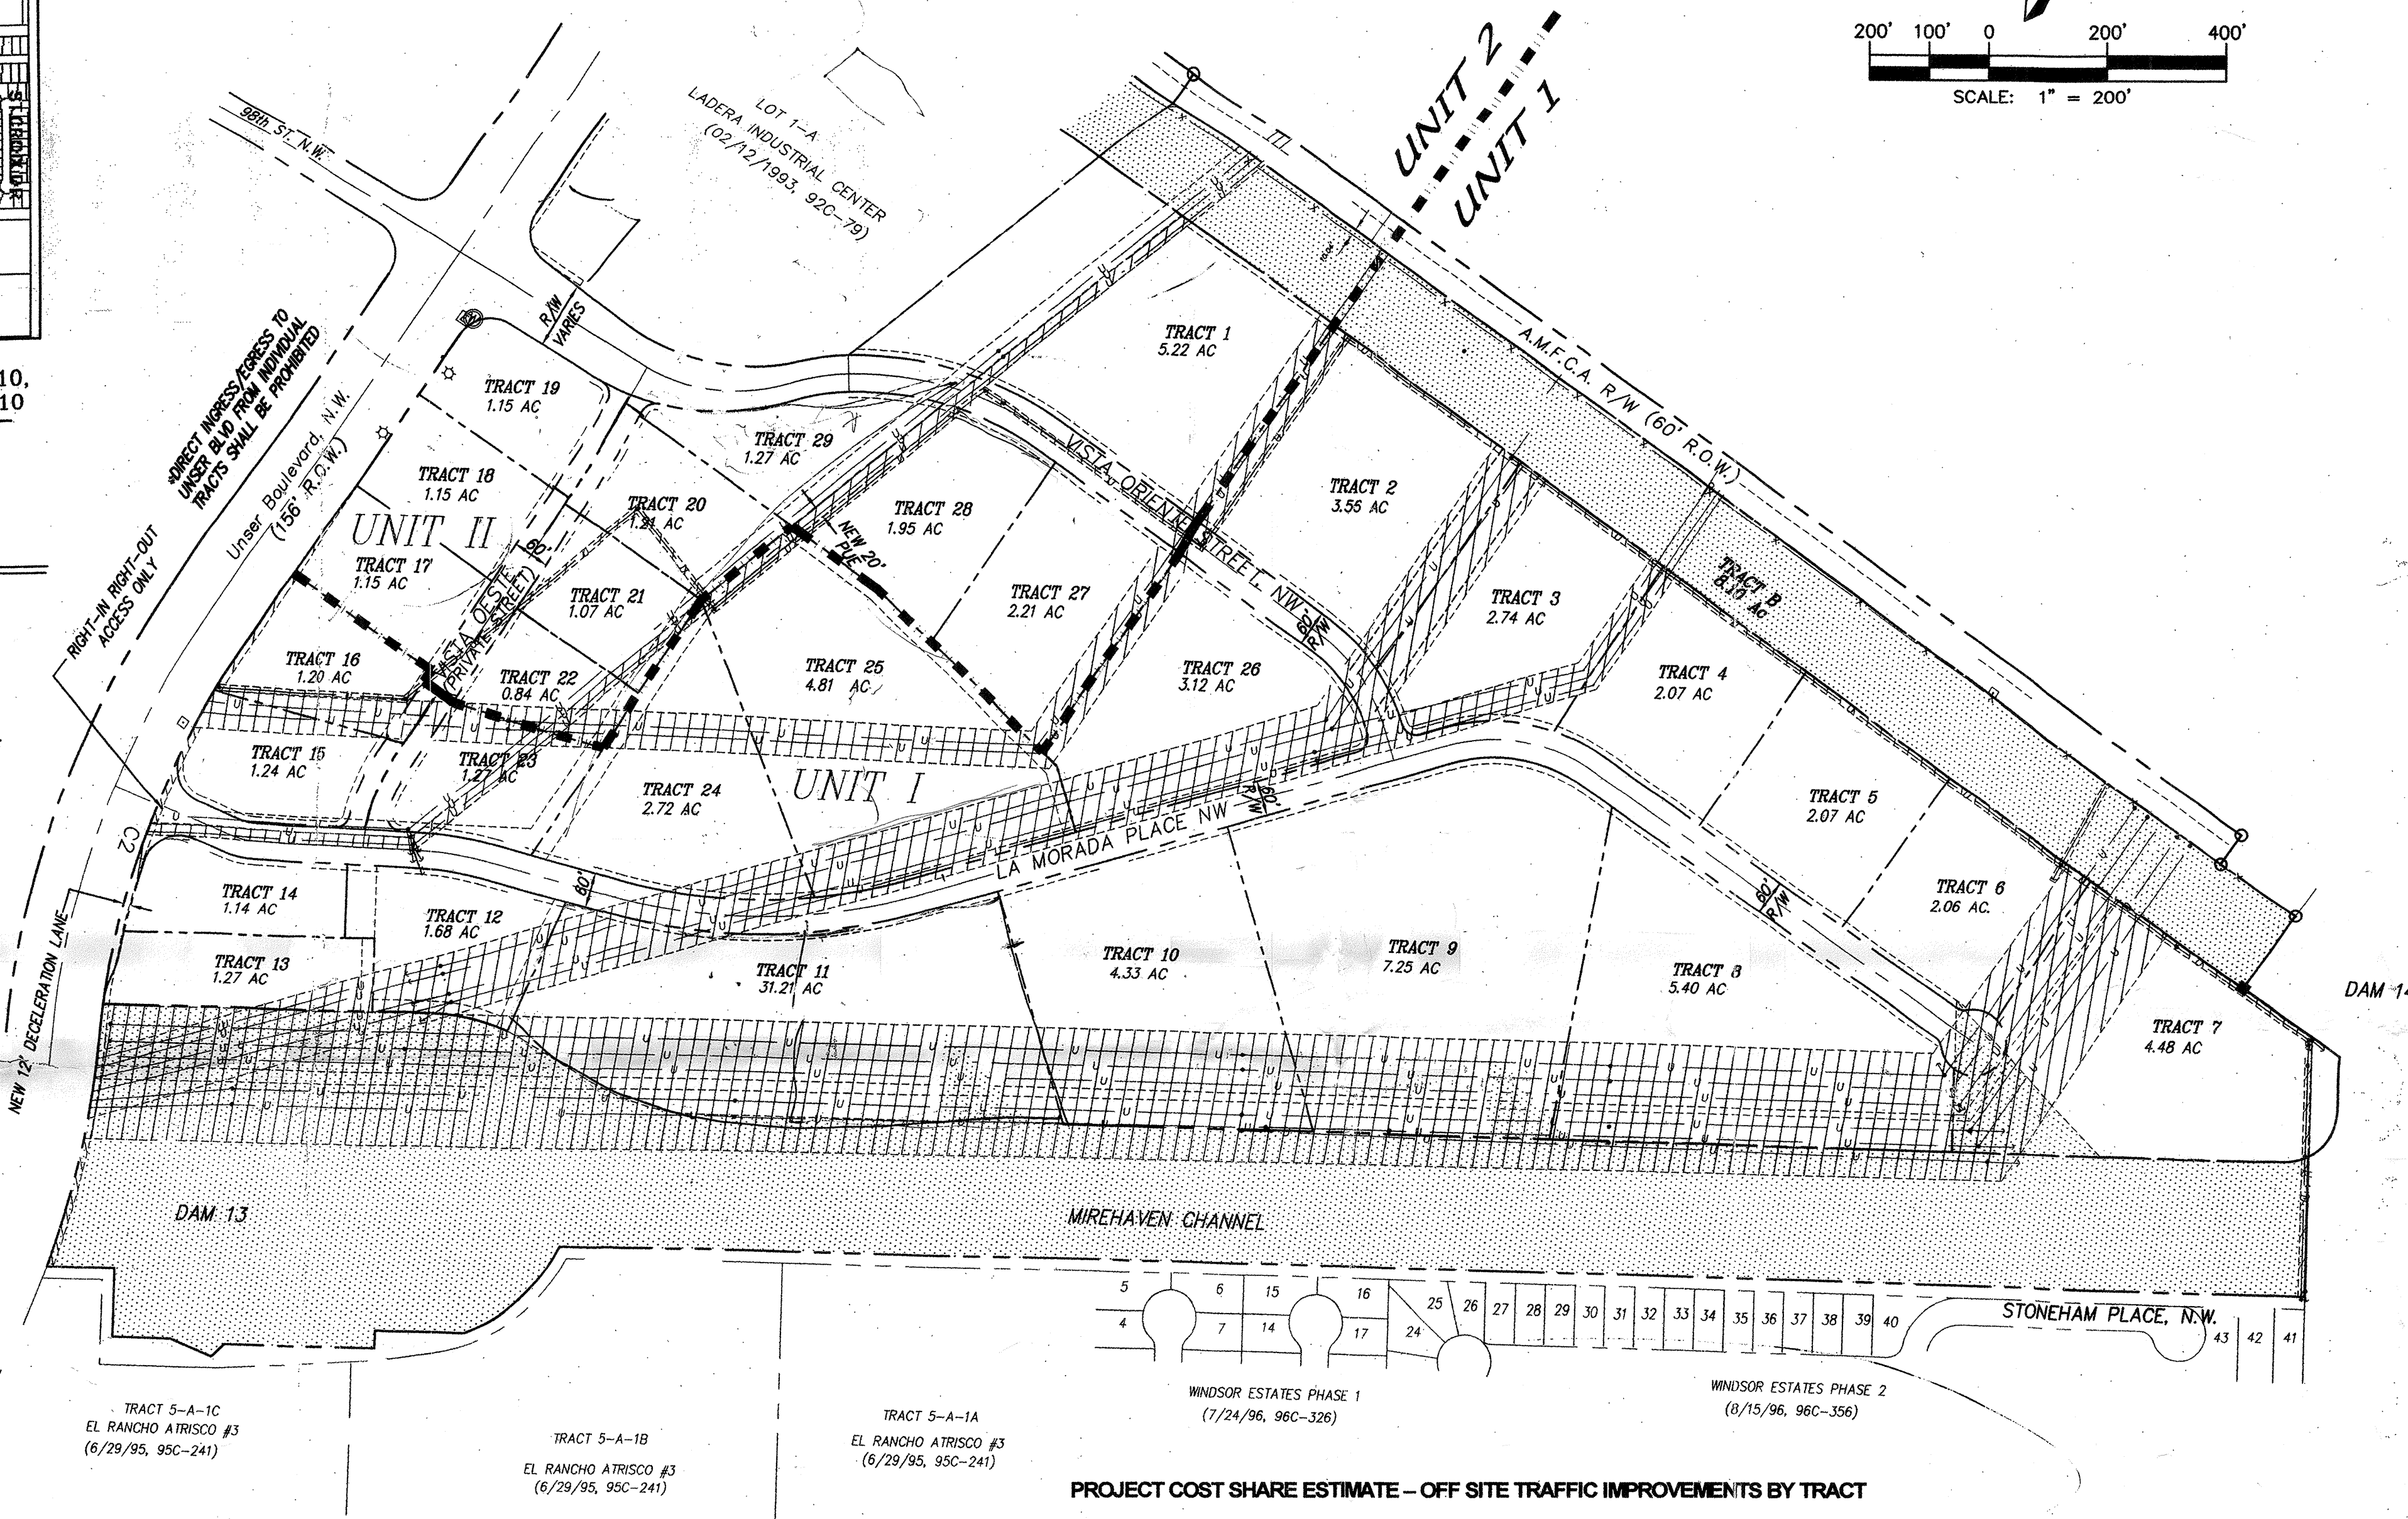 200' 100' 0 200' 400'
SCALE: 1" = 200'
UNIT 2
UNIT 1
10,
10
98th ST. N.W.
LOT 1-A
LADERA INDUSTRIAL CENTER
(02/12/1993, 92C-79)
R/W
VARIES
*DIRECT INGRESS/EGRESS TO
UNSER BLVD FROM INDIVIDUAL
TRACTS SHALL BE PROHIBITED
Unser Boulevard, N.W.
(156' R.O.W.)
RIGHT-IN RIGHT-OUT
ACCESS ONLY
A.M.F.C.A. R/W (60' R.O.W.)
TRACT 1
5.22 AC
TRACT 19
1.15 AC
TRACT 29
1.27 AC
VISTA ORIENTE STREET, NW
TRACT 18
1.15 AC
UNIT II
TRACT 20
1.21 AC
TRACT 28
1.95 AC
NEW 20'
PUE
TRACT 2
3.55 AC
TRACT 17
1.15 AC
60'
VISTA OESTE
(PRIVATE STREET)
TRACT 21
1.07 AC
TRACT 27
2.21 AC
TRACT 3
2.74 AC
TRACT B
8.10 AC
60'
R/W
TRACT 16
1.20 AC
TRACT 22
0.84 AC
TRACT 25
4.81 AC
TRACT 26
3.12 AC
TRACT 4
2.07 AC
TRACT 15
1.24 AC
TRACT 23
1.27 AC
TRACT 24
2.72 AC
UNIT I
60'
R/W
LA MORADA PLACE NW
TRACT 5
2.07 AC
C2
TRACT 14
1.14 AC
TRACT 12
1.68 AC
60'
60'
R/W
TRACT 6
2.06 AC.
NEW 12' DECELERATION LANE
TRACT 13
1.27 AC
TRACT 11
31.21 AC
TRACT 10
4.33 AC
TRACT 9
7.25 AC
TRACT 8
5.40 AC
TRACT 7
4.48 AC
DAM 14
DAM 13
MIREHAVEN CHANNEL
5 6 15 16 25 26 27 28 29 30 31 32 33 34 35 36 37 38 39 40
4 7 14 17 24
STONEHAM PLACE, N.W.
43 42 41
TRACT 5-A-1C
EL RANCHO ATRISCO #3
(6/29/95, 95C-241)
TRACT 5-A-1B
EL RANCHO ATRISCO #3
(6/29/95, 95C-241)
TRACT 5-A-1A
EL RANCHO ATRISCO #3
(6/29/95, 95C-241)
WINDSOR ESTATES PHASE 1
(7/24/96, 96C-326)
WINDSOR ESTATES PHASE 2
(8/15/96, 96C-356)
PROJECT COST SHARE ESTIMATE – OFF SITE TRAFFIC IMPROVEMENTS BY TRACT